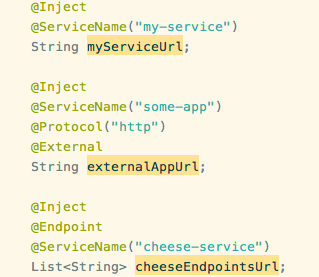 @Inject
@ServiceName("my-service")
String myServiceUrl;
@Inject
@ServiceName("some-app")
@Protocol("http")
@External
String externalAppUrl;
@Inject
@Endpoint
@ServiceName("cheese-service")
List<String> cheeseEndpointsUrl;